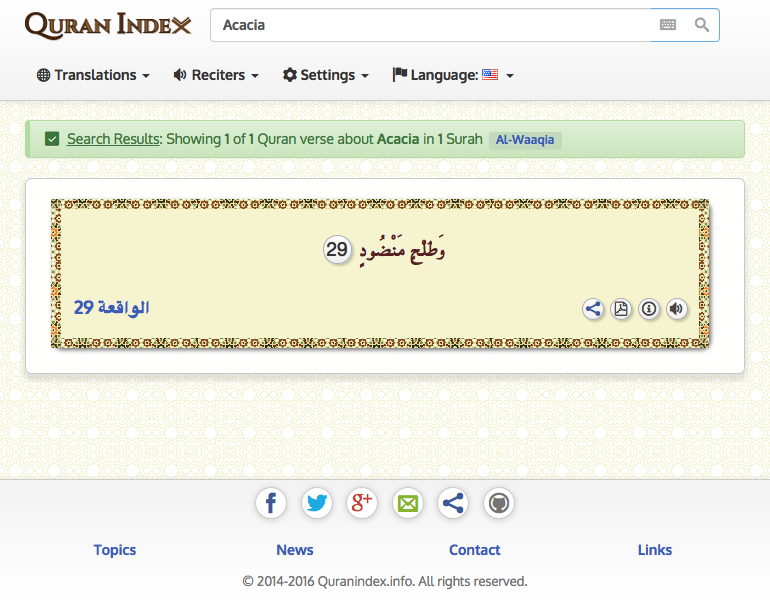 QURAN INDEX
Acacia
Translations
Reciters
Settings
Language:
Search Results: Showing 1 of 1 Quran verse about Acacia in 1 Surah Al-Waaqia
وَطَلْحٍ مَنْضُودٍ 29
الواقعة 29
Topics
News
Contact
Links
© 2014-2016 Quranindex.info. All rights reserved.